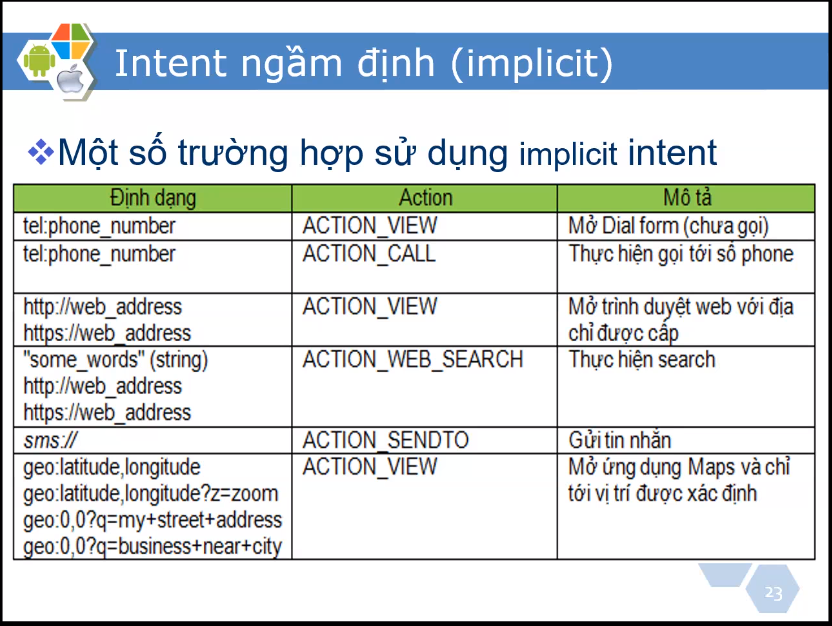 Intent ngầm định (implicit)
Một số trường hợp sử dụng implicit intent
Định dạng Action Mô tả
tel:phone_number ACTION_VIEW Mở Dial form (chưa gọi)
tel:phone_number ACTION_CALL Thực hiện gọi tới số phone
http://web_address ACTION_VIEW Mở trình duyệt web với địa
https://web_address chỉ được cấp
"some_words" (string) ACTION_WEB_SEARCH Thực hiện search
http://web_address
https://web_address
sms:// ACTION_SENDTO Gửi tin nhắn
geo:latitude,longitude ACTION_VIEW Mở ứng dụng Maps và chỉ
geo:latitude,longitude?z=zoom tới vị trí được xác định
geo:0,0?q=my+street+address
geo:0,0?q=business+near+city
23